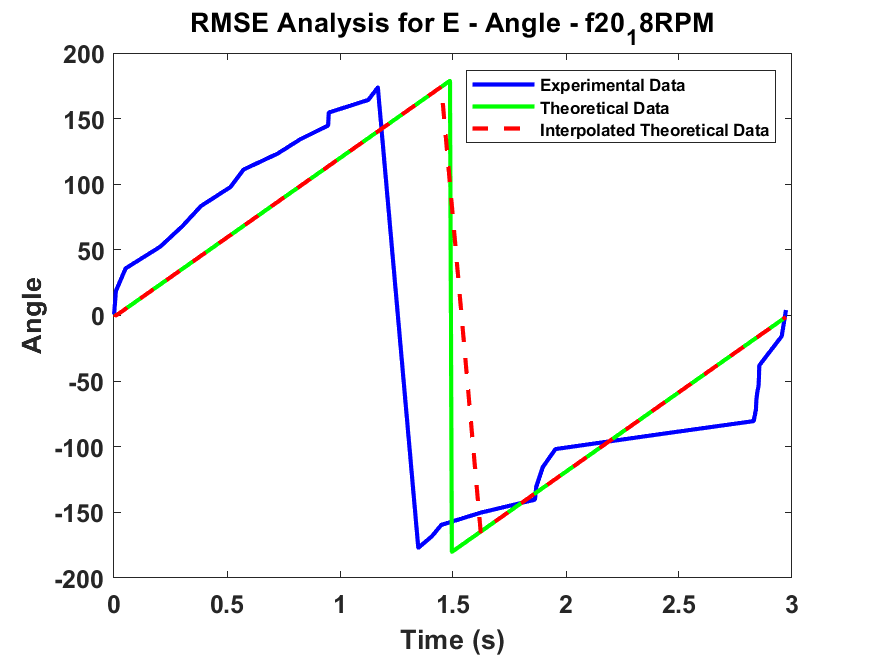 RMSE Analysis for E - Angle - f20₁8RPM
Experimental Data
Theoretical Data
Interpolated Theoretical Data
200
150
100
50
0
-50
-100
-150
-200
Angle
0 0.5 1 1.5 2 2.5 3
Time (s)